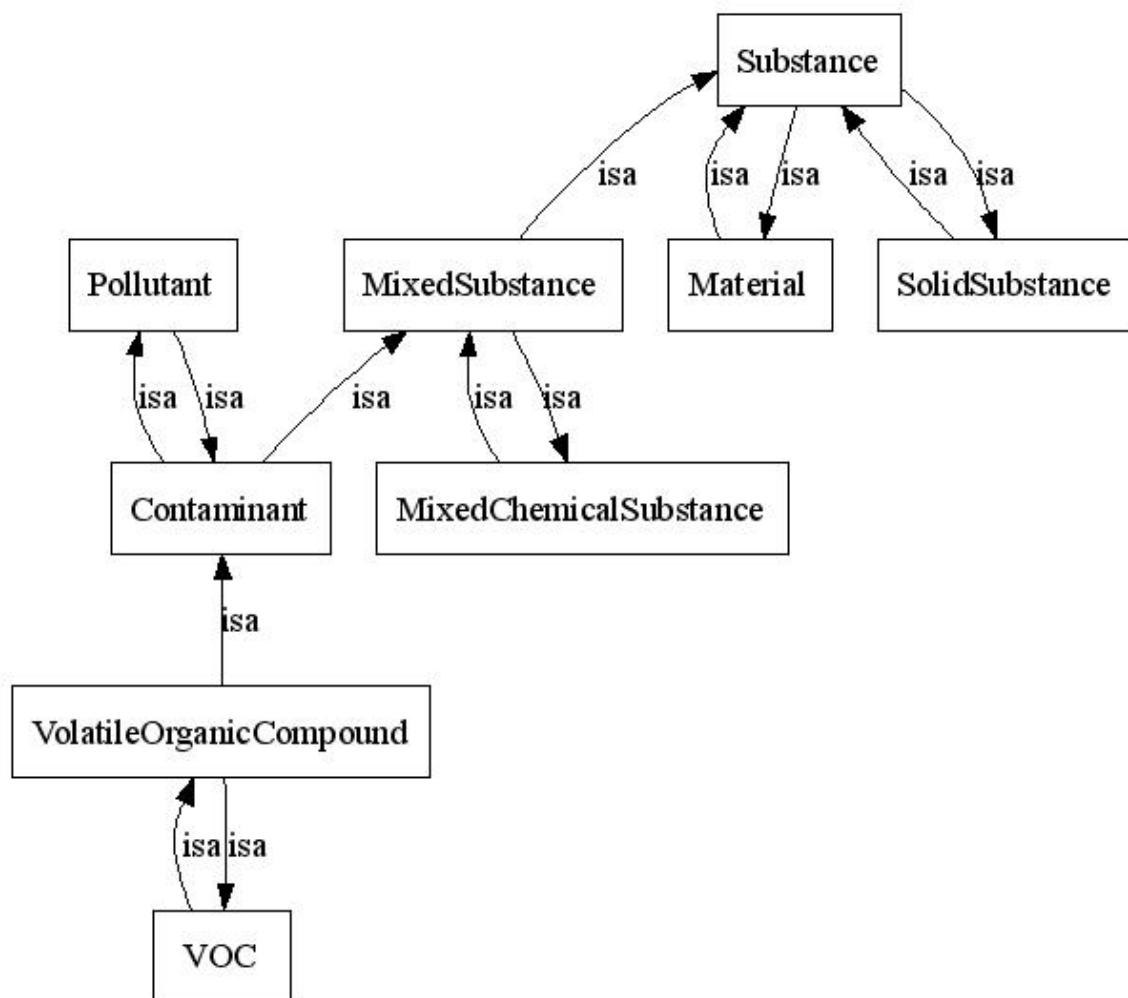 Substance
isa
isa
isa
isa
isa
Pollutant
MixedSubstance
Material
SolidSubstance
isa
isa
isa
isa
isa
Contaminant
MixedChemicalSubstance
isa
VolatileOrganicCompound
isa
isa
VOC